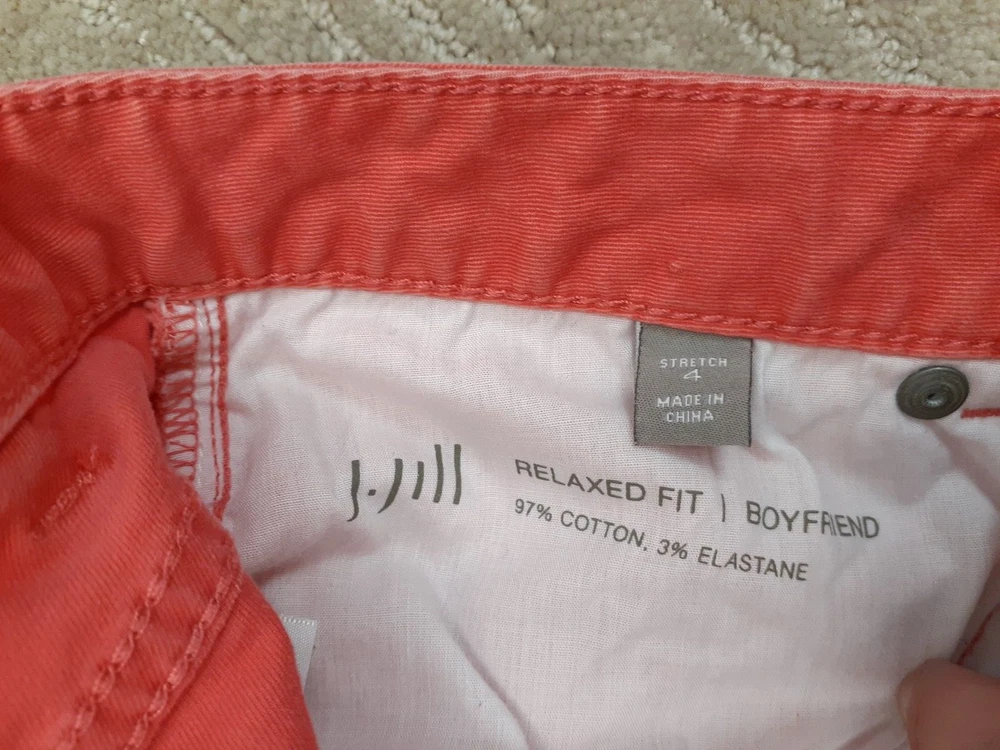 STRETCH
4
MADE IN
CHINA
J.Jill
RELAXED FIT | BOYFRIEND
97% COTTON, 3% ELASTANE